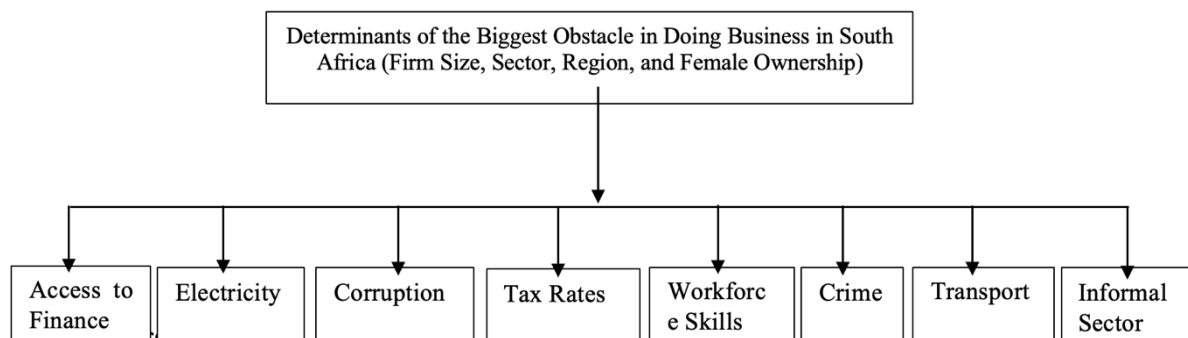 Determinants of the Biggest Obstacle in Doing Business in South
Africa (Firm Size, Sector, Region, and Female Ownership)
Access to
Finance
Electricity
Corruption
Tax Rates
Workforc
e Skills
Crime
Transport
Informal
Sector